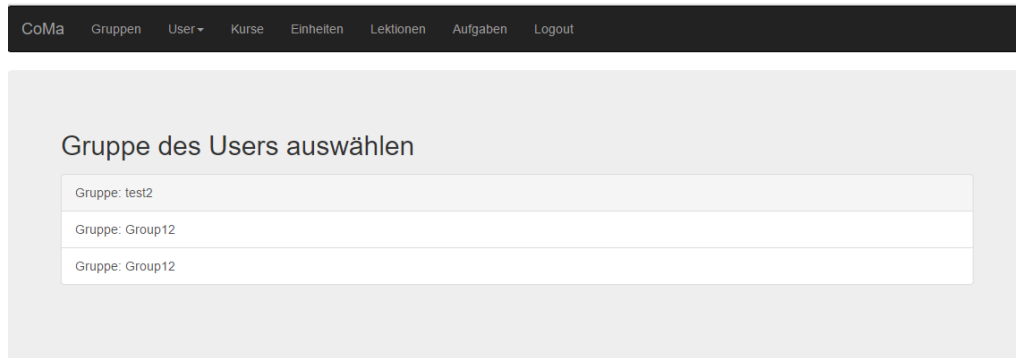 CoMa Gruppen User Kurse Einheiten Lektionen Aufgaben Logout
Gruppe des Users auswählen
Gruppe: test2
Gruppe: Group12
Gruppe: Group12